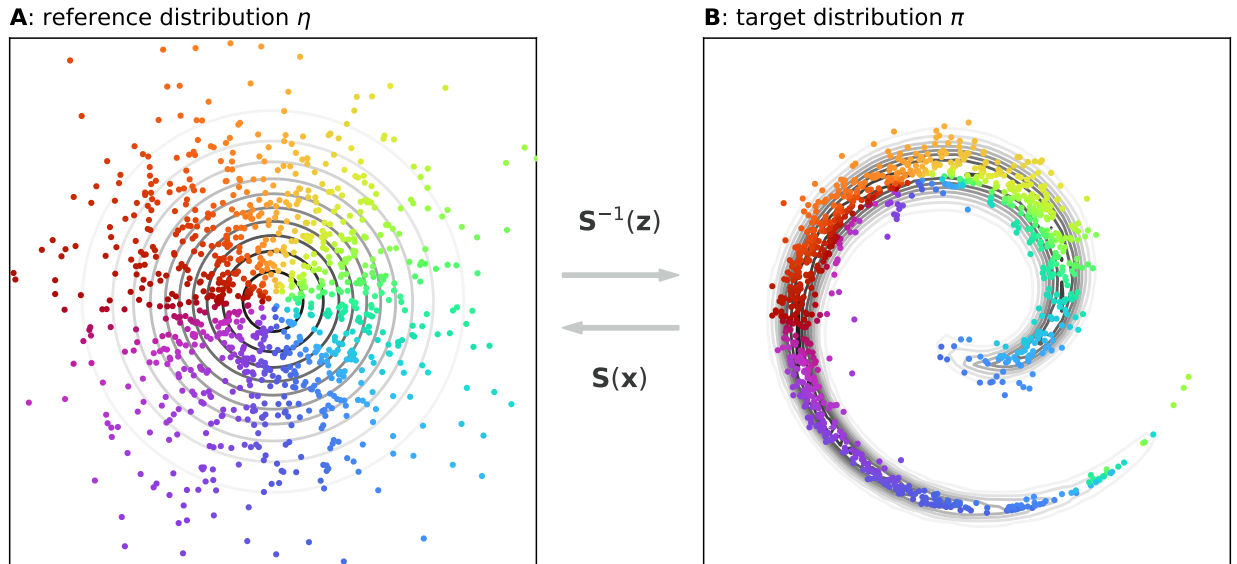 A: reference distribution η
B: target distribution π
S⁻¹(z)
S(x)